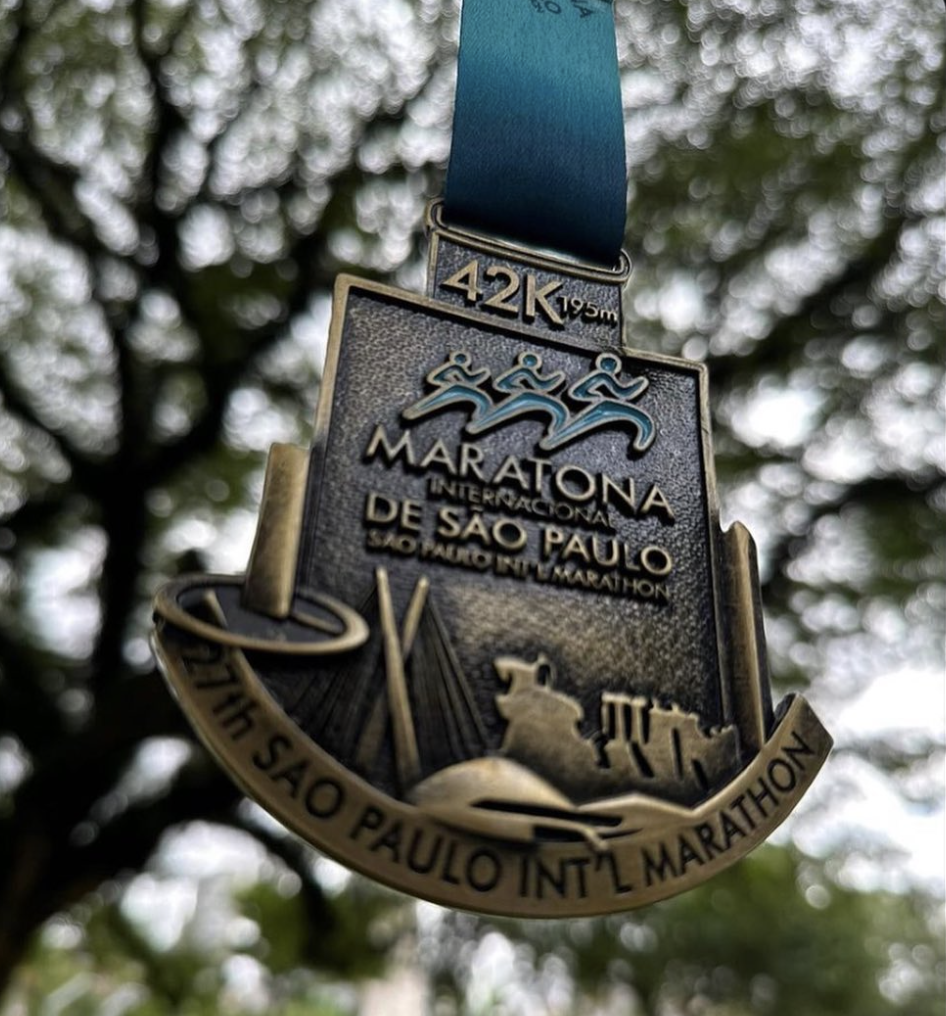 42K195m
MARATONA
INTERNACIONAL
DE SÃO PAULO
SÃO PAULO INT'L MARATHON
27th SAO PAULO INT'L MARATHON